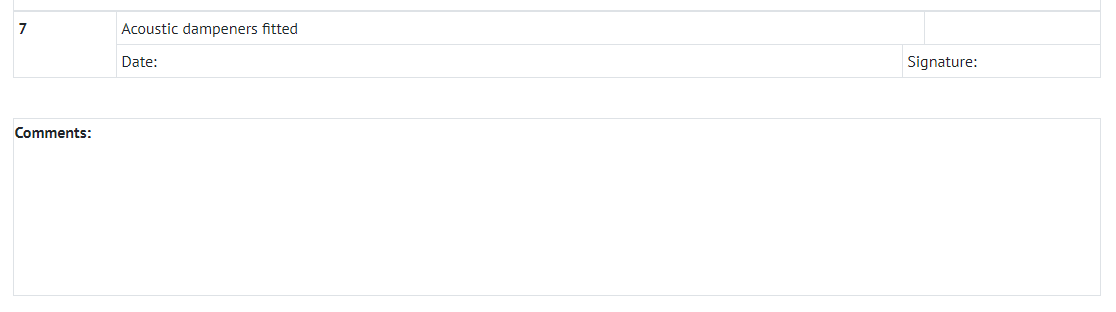 7 Acoustic dampeners fitted
Date: Signature:
Comments: